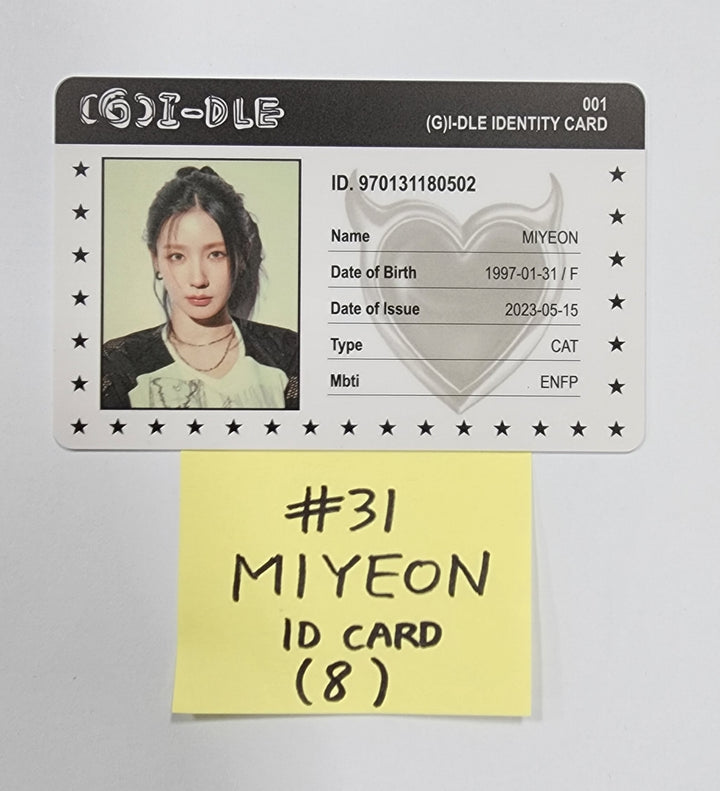 (G)I-DLE
001
(G)I-DLE IDENTITY CARD
ID. 970131180502
Name MIYEON
Date of Birth 1997-01-31 / F
Date of Issue 2023-05-15
Type CAT
Mbti ENFP
#31
MIYEON
ID CARD
(8)